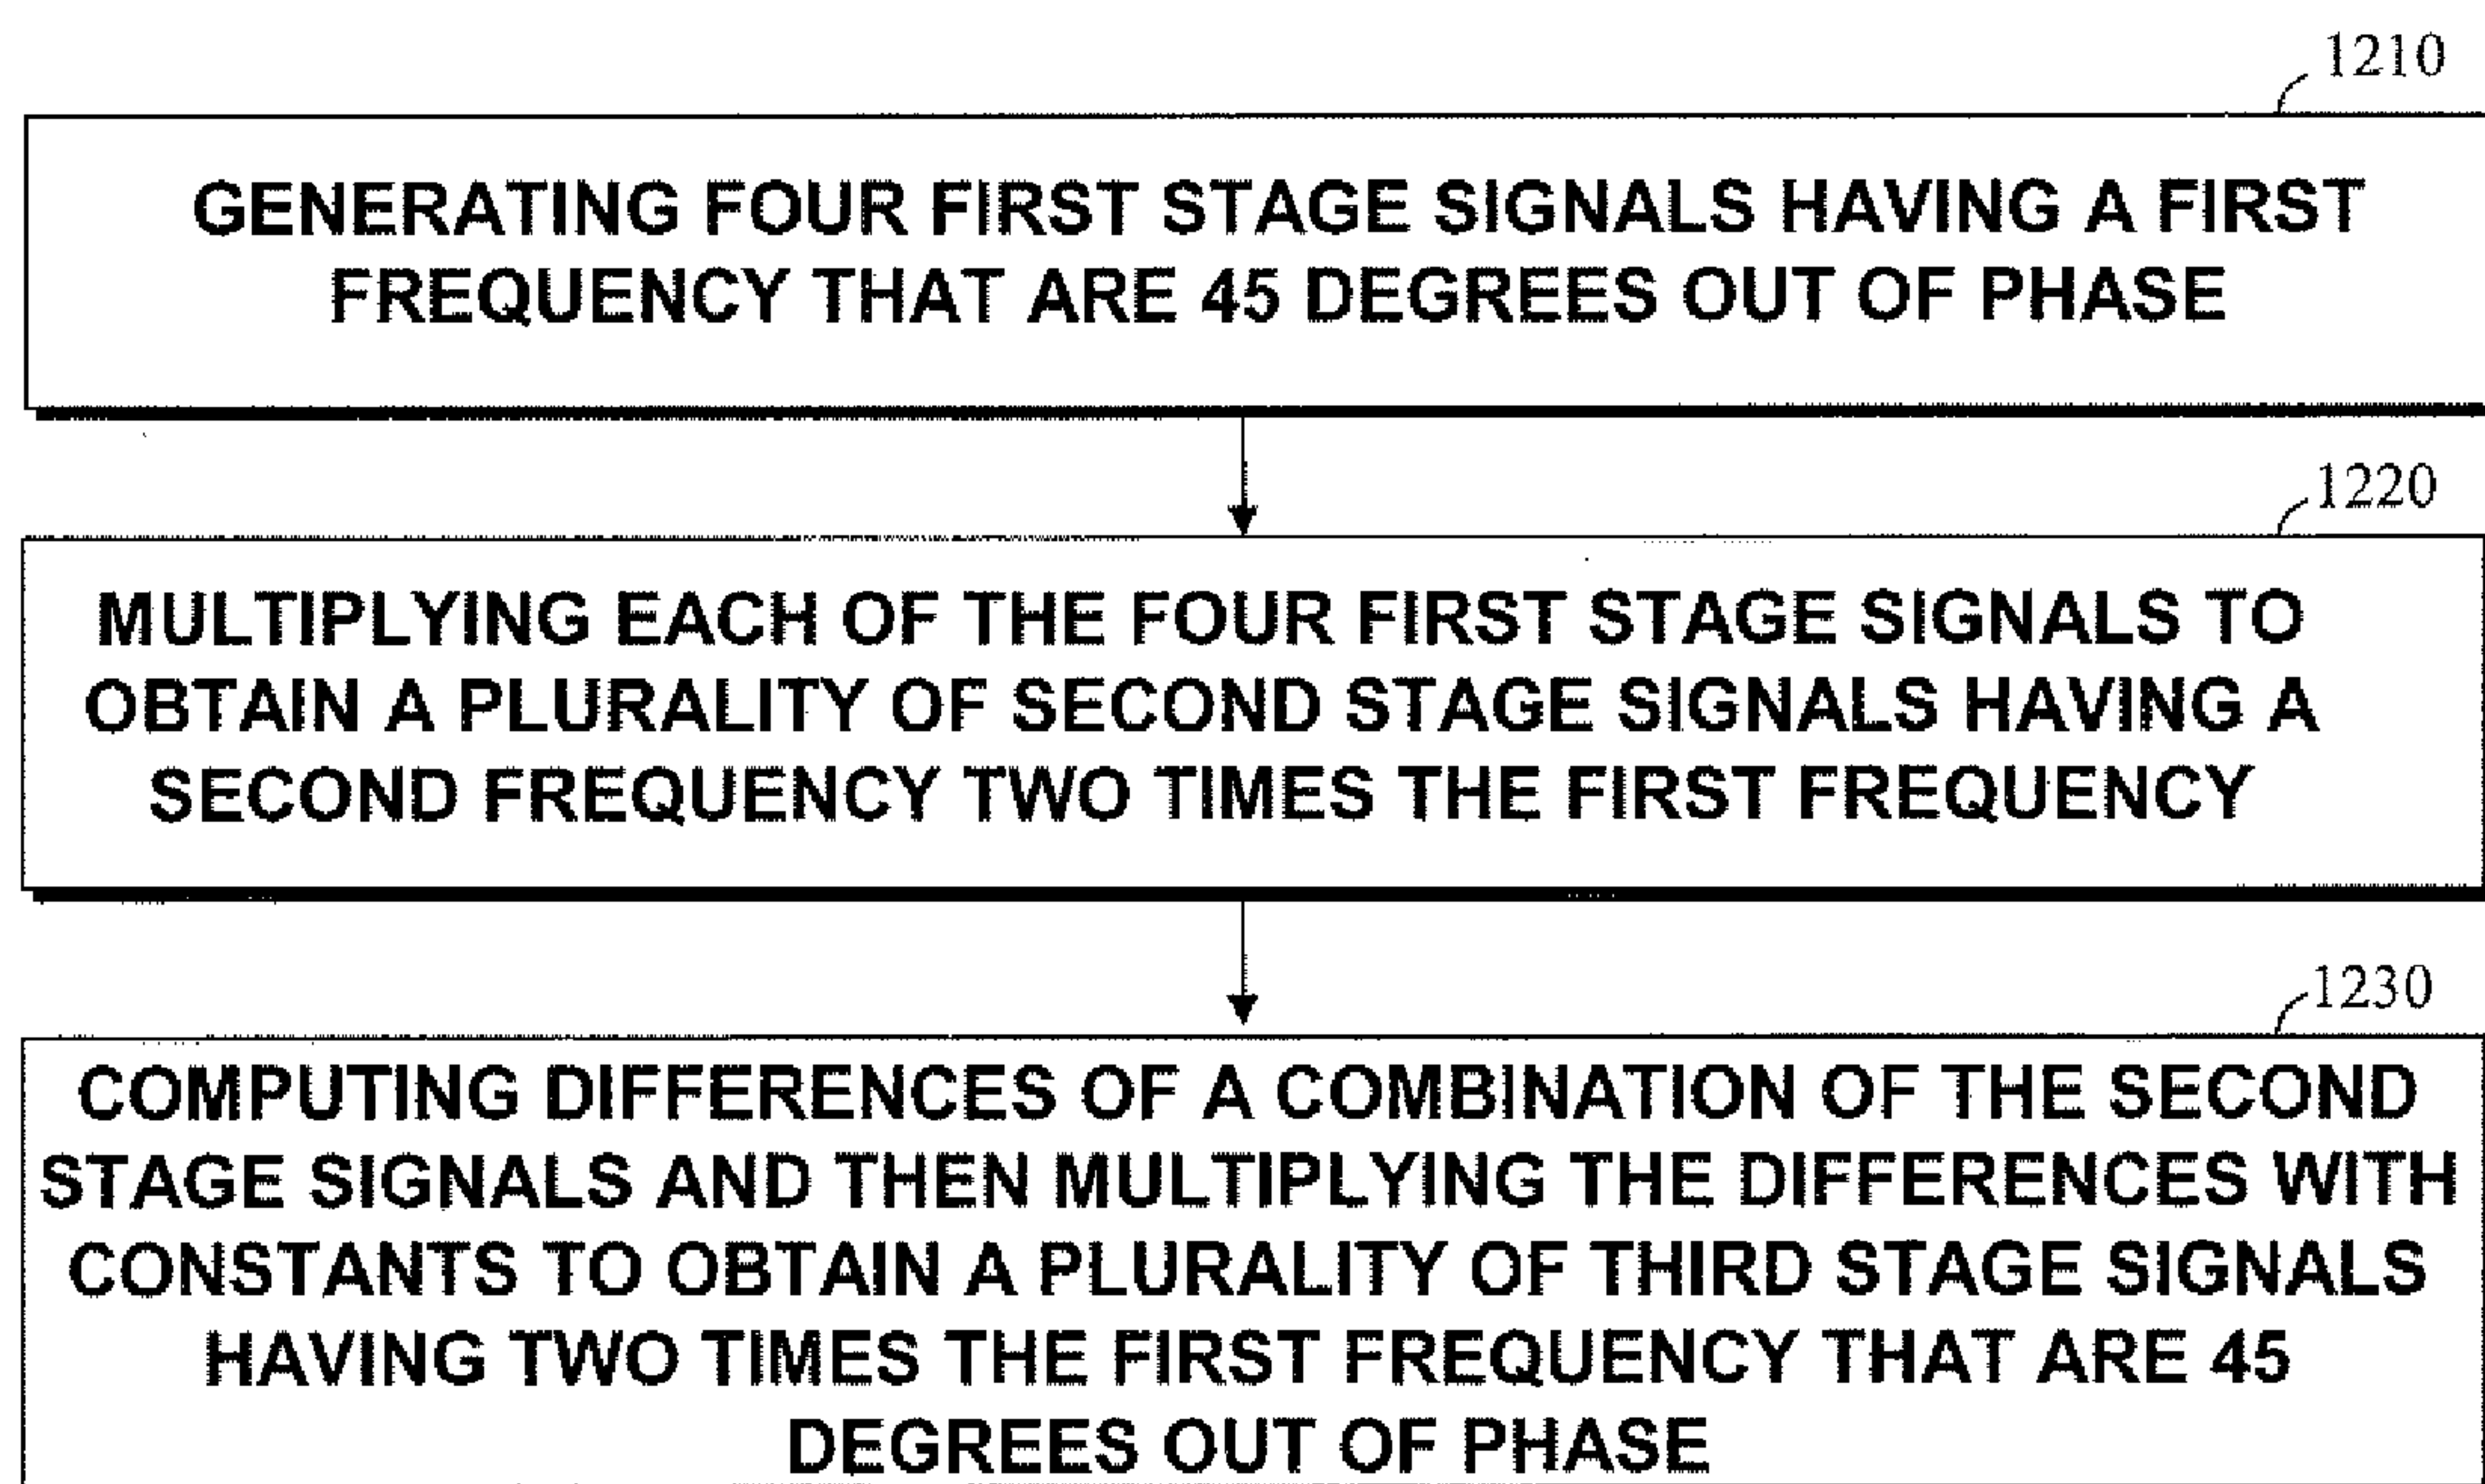 1210
GENERATING FOUR FIRST STAGE SIGNALS HAVING A FIRST
FREQUENCY THAT ARE 45 DEGREES OUT OF PHASE
1220
MULTIPLYING EACH OF THE FOUR FIRST STAGE SIGNALS TO
OBTAIN A PLURALITY OF SECOND STAGE SIGNALS HAVING A
SECOND FREQUENCY TWO TIMES THE FIRST FREQUENCY
1230
COMPUTING DIFFERENCES OF A COMBINATION OF THE SECOND
STAGE SIGNALS AND THEN MULTIPLYING THE DIFFERENCES WITH
CONSTANTS TO OBTAIN A PLURALITY OF THIRD STAGE SIGNALS
HAVING TWO TIMES THE FIRST FREQUENCY THAT ARE 45
DEGREES OUT OF PHASE